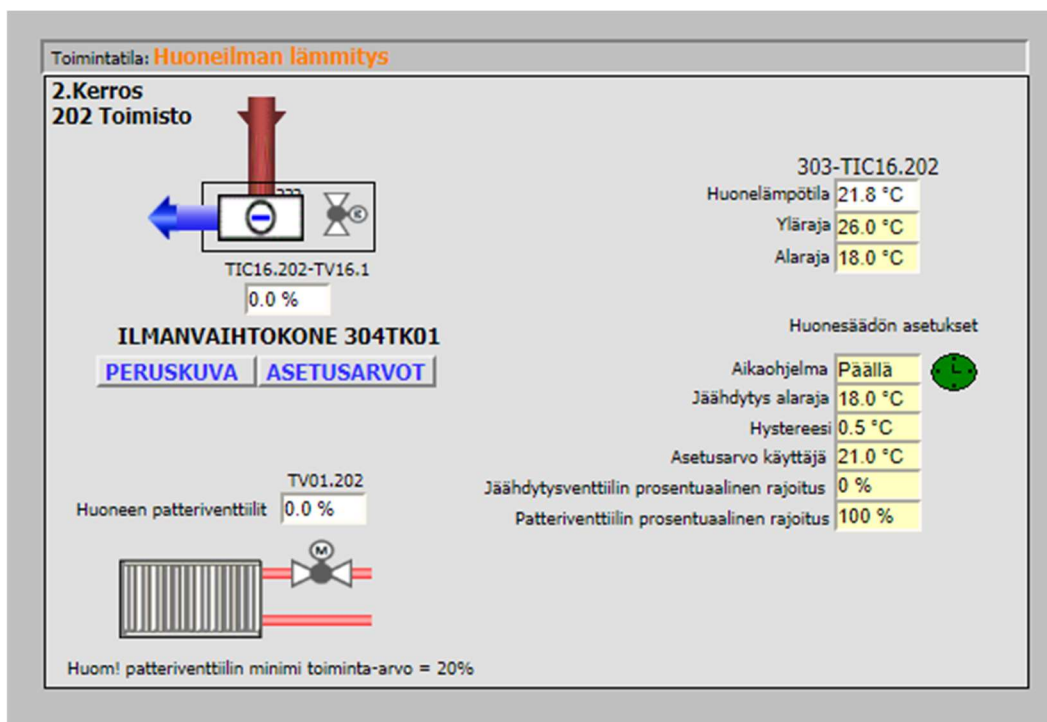 Toimintatila: Huoneilman lämmitys
2.Kerros
202 Toimisto
TIC16.202-TV16.1
0.0 %
ILMANVAIHTOKONE 304TK01
PERUSKUVA ASETUSARVOT
303-TIC16.202
Huonelämpötila 21.8 °C
Yläraja 26.0 °C
Alaraja 18.0 °C
Huonesäädön asetukset
Aikaohjelma Päällä
Jäähdytys alaraja 18.0 °C
Hystereesi 0.5 °C
Asetusarvo käyttäjä 21.0 °C
Jäähdytysventtiilin prosentuaalinen rajoitus 0 %
Patteriventtiilin prosentuaalinen rajoitus 100 %
TV01.202
Huoneen patteriventtiilit 0.0 %
M
Huom! patteriventtiilin minimi toiminta-arvo = 20%